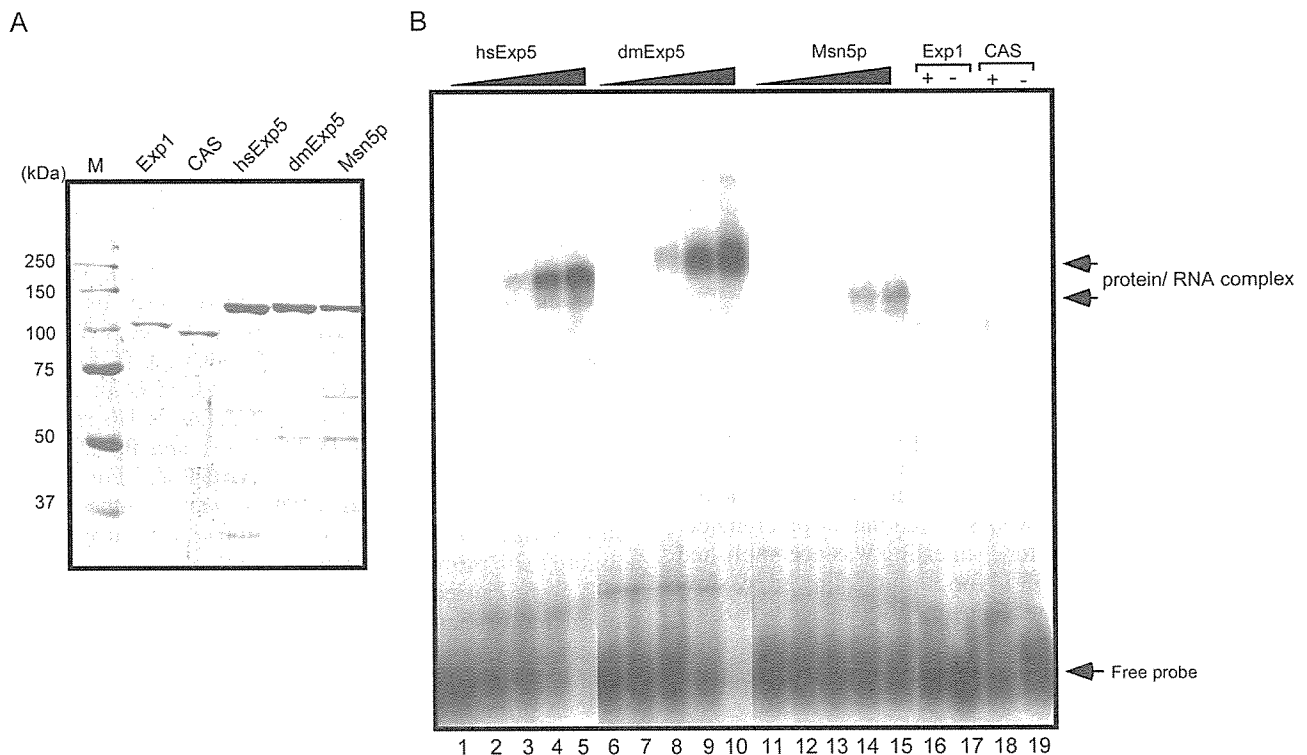 A
(kDa)
M
Exp1
CAS
hsExp5
dmExp5
Msn5p
250
150
100
75
50
37
B
hsExp5
dmExp5
Msn5p
Exp1
CAS
+ - + -
protein/ RNA complex
Free probe
1 2 3 4 5 6 7 8 9 10 11 12 13 14 15 16 17 18 19